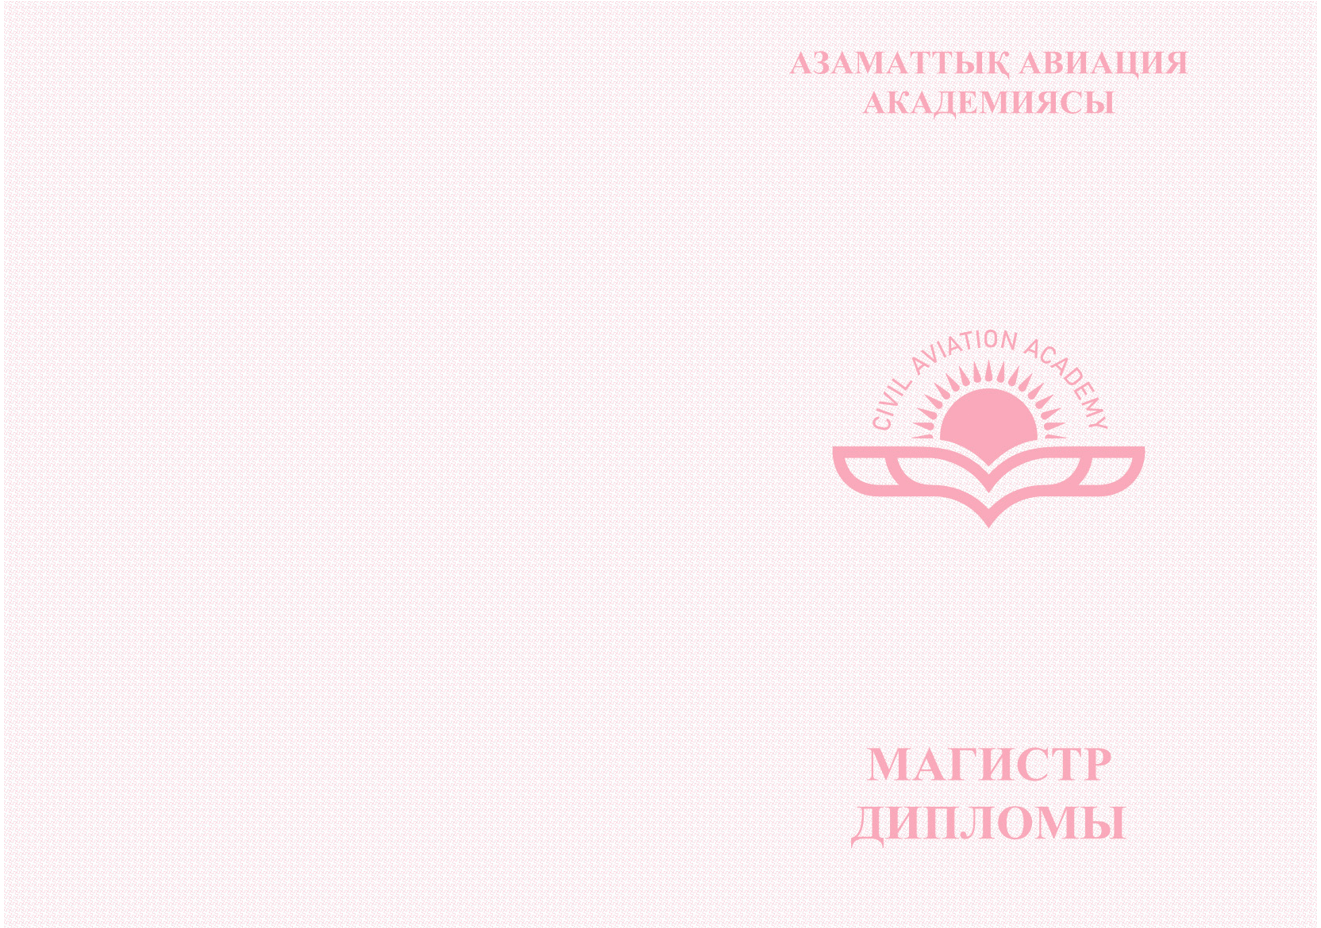 АЗАМАТТЫҚ АВИАЦИЯ
АКАДЕМИЯСЫ
CIVIL AVIATION ACADEMY
МАГИСТР
ДИПЛОМЫ